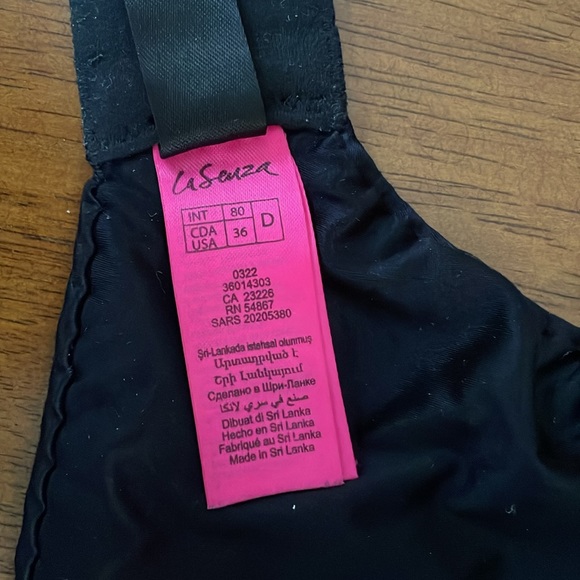 La Senza
INT 80 D
CDA USA 36
0322
36014303
CA 23226
RN 54867
SARS 20205380
Şri-Lankada istehsal olunmuş
Արտադրված է
Շրի Լանկայում
Сделано в Шри-Ланке
صنع في سري لانكا
Dibuat di Sri Lanka
Hecho en Sri Lanka
Fabriqué au Sri Lanka
Made in Sri Lanka